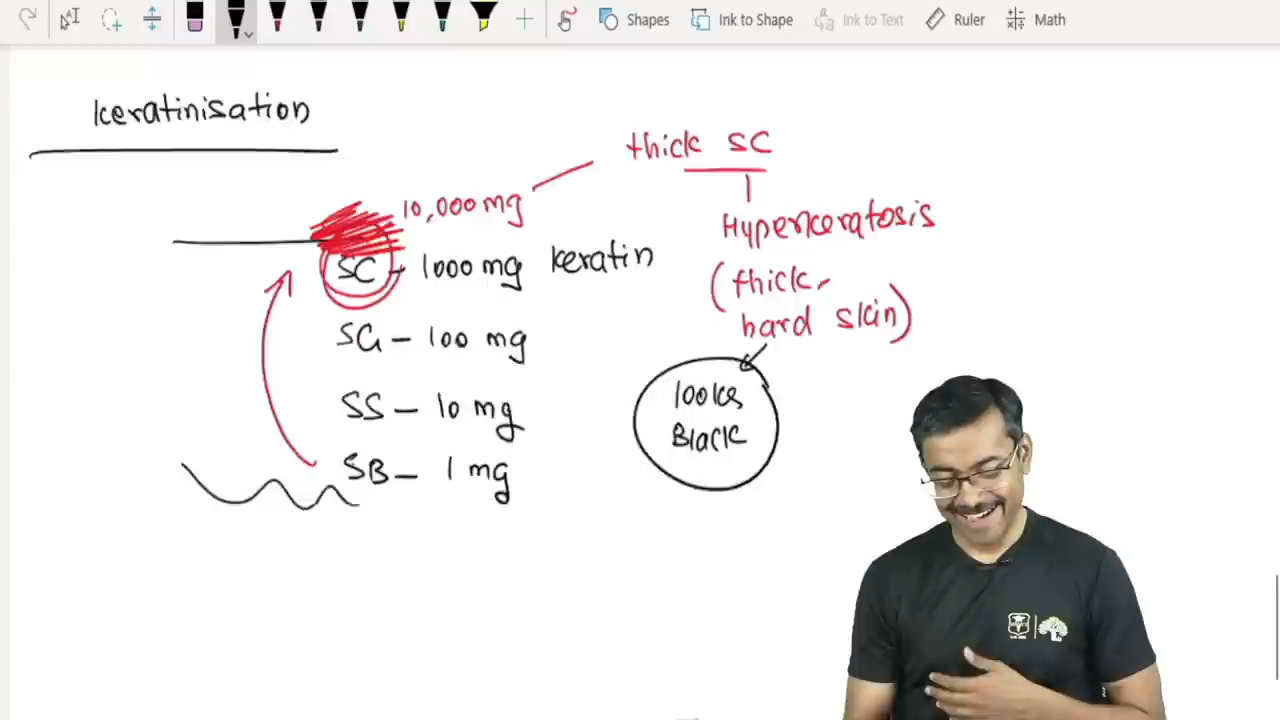 Shapes
Ink to Shape
Ink to Text
Ruler
Math
keratinisation
thick SC
10,000 mg
Hyperkeratosis
SC - 1000 mg keratin
(thick,
hard skin)
SG - 100 mg
looks
Black
SS - 10 mg
SB - 1 mg